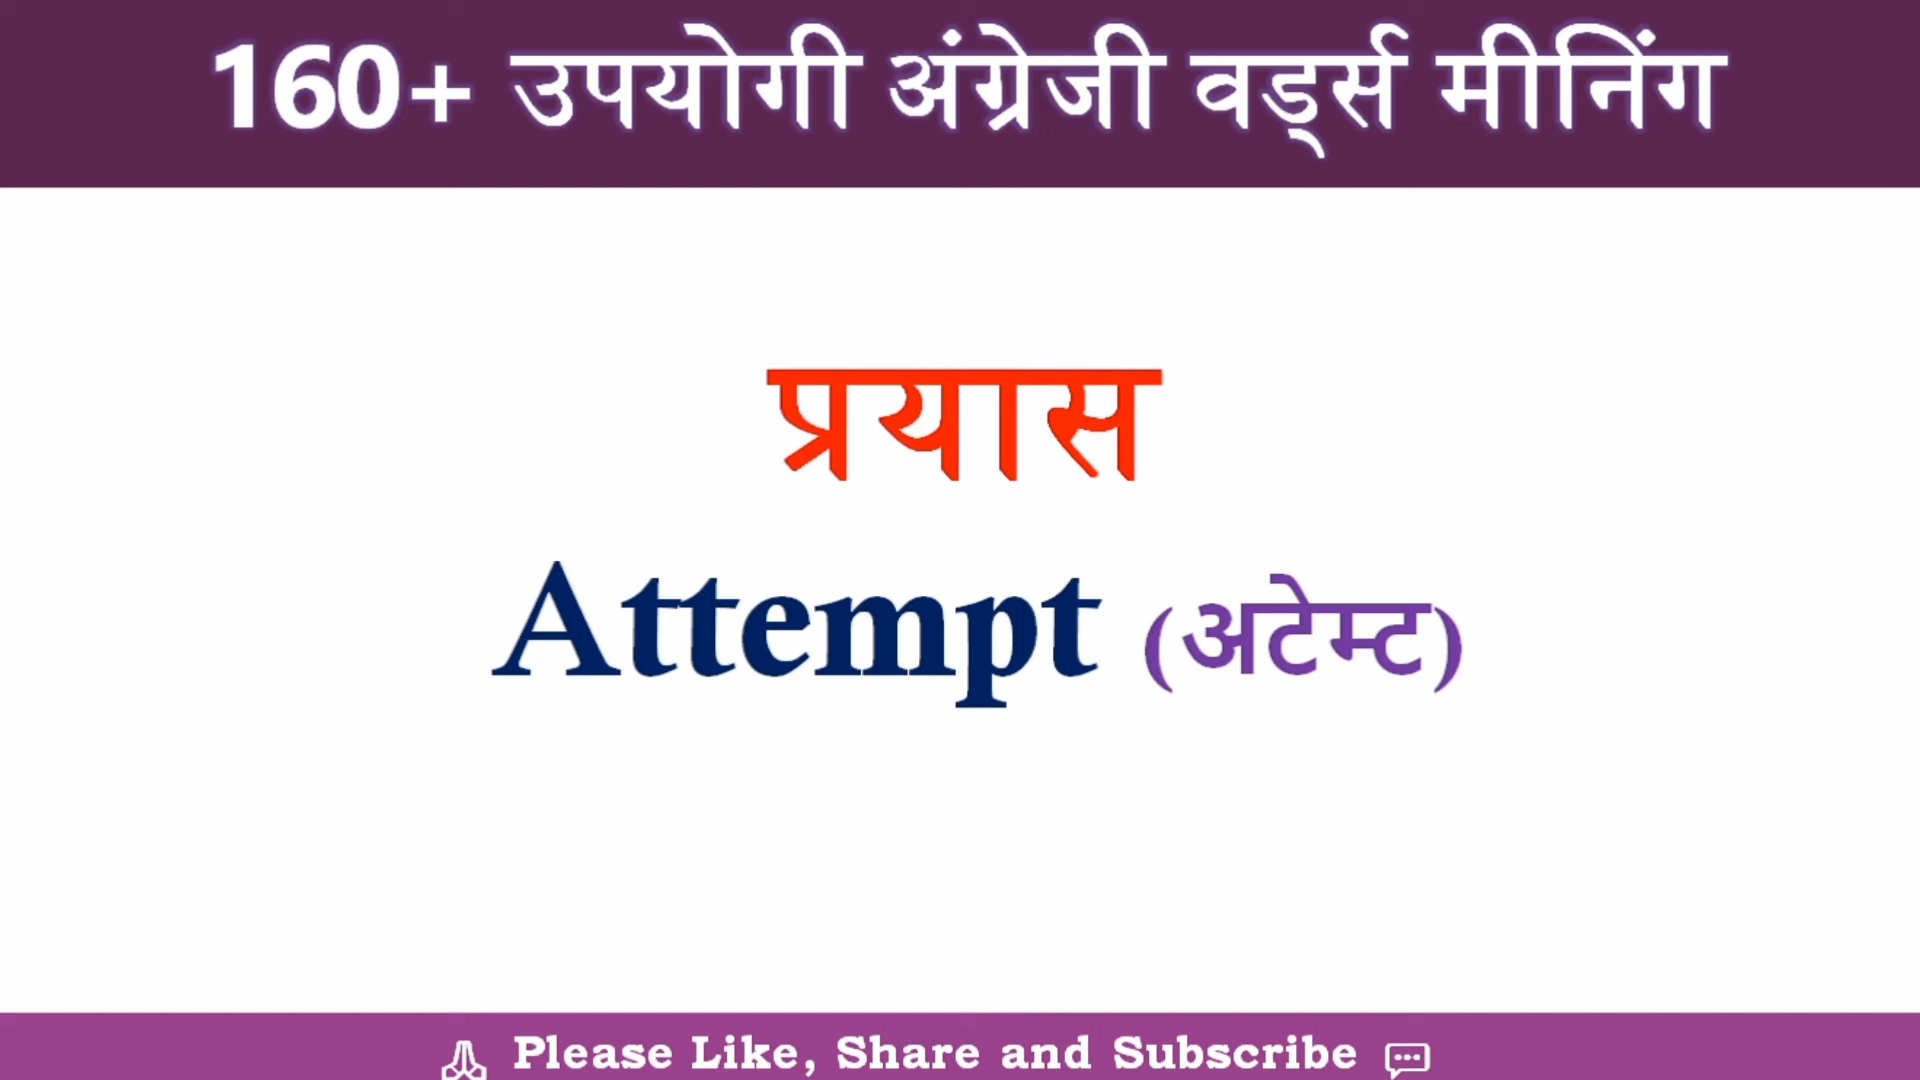 160+ उपयोगी अंग्रेजी वर्ड्स मीनिंग
प्रयास
Attempt (अटेम्ट)
Please Like, Share and Subscribe